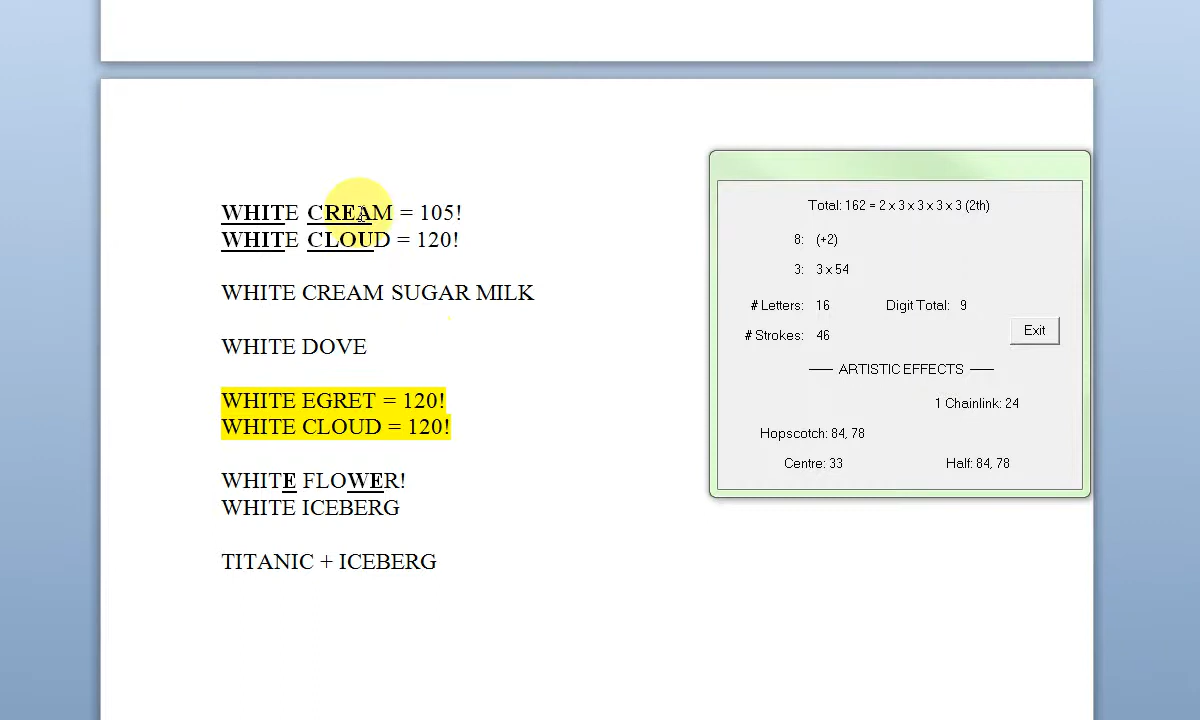 WHITE CREAM = 105!
WHITE CLOUD = 120!
WHITE CREAM SUGAR MILK
WHITE DOVE
WHITE EGRET = 120!
WHITE CLOUD = 120!
WHITE FLOWER!
WHITE ICEBERG
TITANIC + ICEBERG
Total: 162 = 2 x 3 x 3 x 3 x 3 (2th)
8: (+2)
3: 3 x 54
# Letters: 16 Digit Total: 9
# Strokes: 46
Exit
ARTISTIC EFFECTS
1 Chainlink: 24
Hopscotch: 84, 78
Centre: 33 Half: 84, 78